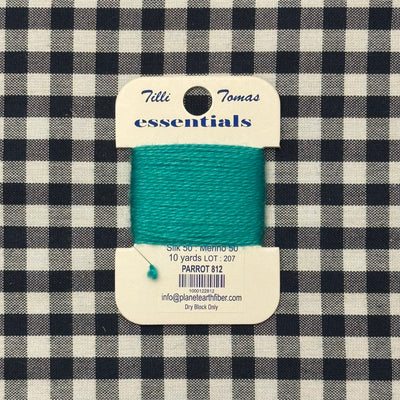 Tilli Tomas
essentials
Silk 50 : Merino 50
10 yards LOT : 207
PARROT 812
1000122812
info@planetearthfiber.com
Dry Block Only